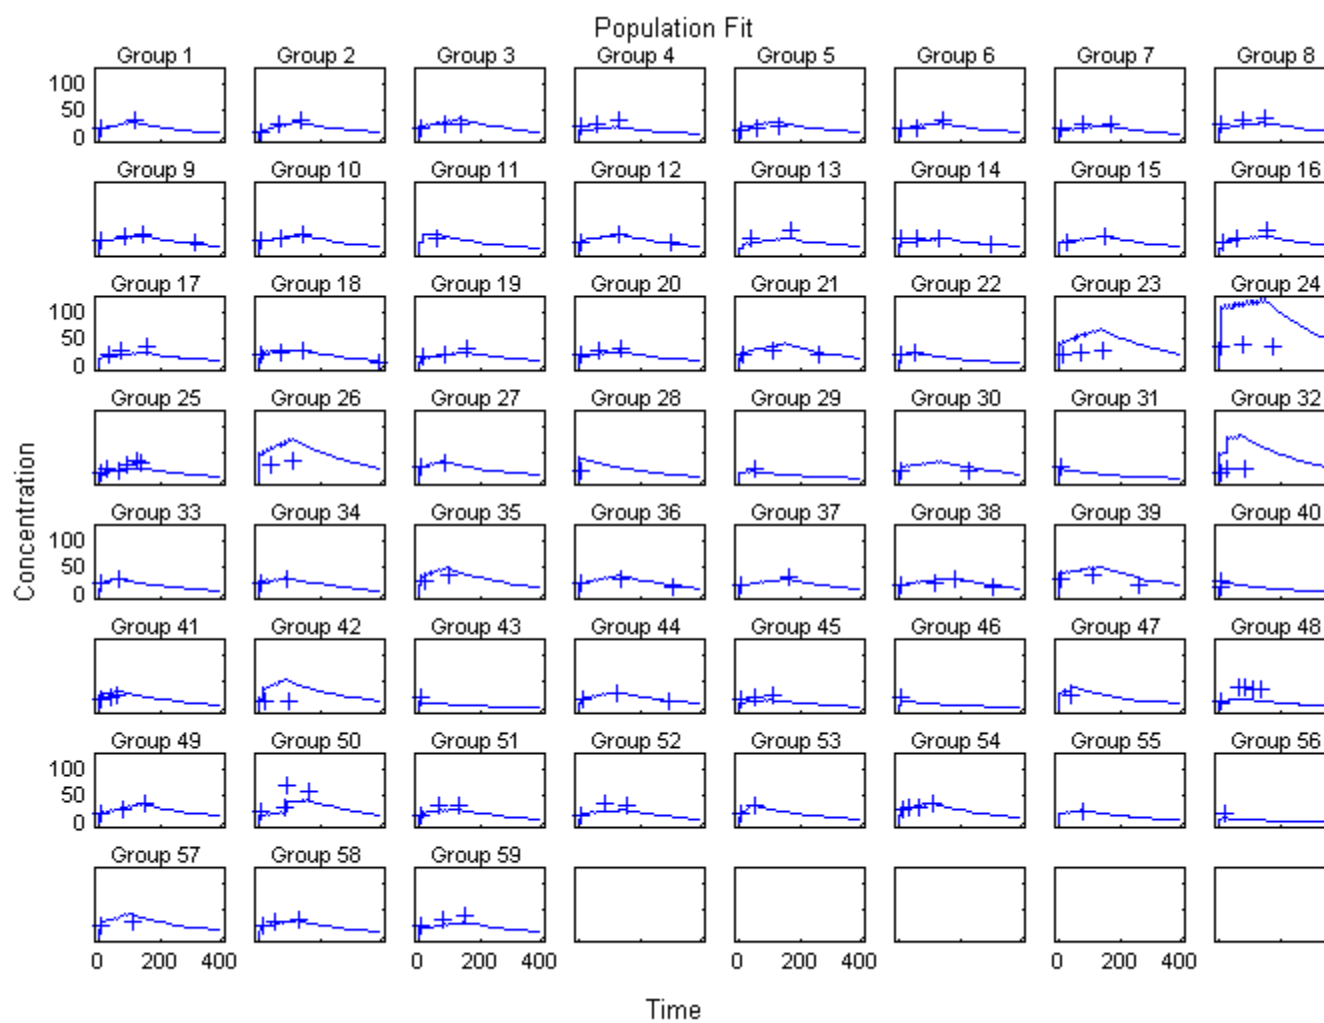 Population Fit
Group 1 Group 2 Group 3 Group 4 Group 5 Group 6 Group 7 Group 8
100
50
0
Group 9 Group 10 Group 11 Group 12 Group 13 Group 14 Group 15 Group 16
Group 17 Group 18 Group 19 Group 20 Group 21 Group 22 Group 23 Group 24
100
50
0
Group 25 Group 26 Group 27 Group 28 Group 29 Group 30 Group 31 Group 32
Concentration
Group 33 Group 34 Group 35 Group 36 Group 37 Group 38 Group 39 Group 40
100
50
0
Group 41 Group 42 Group 43 Group 44 Group 45 Group 46 Group 47 Group 48
Group 49 Group 50 Group 51 Group 52 Group 53 Group 54 Group 55 Group 56
100
50
0
Group 57 Group 58 Group 59
0 200 400 0 200 400 0 200 400 0 200 400
Time